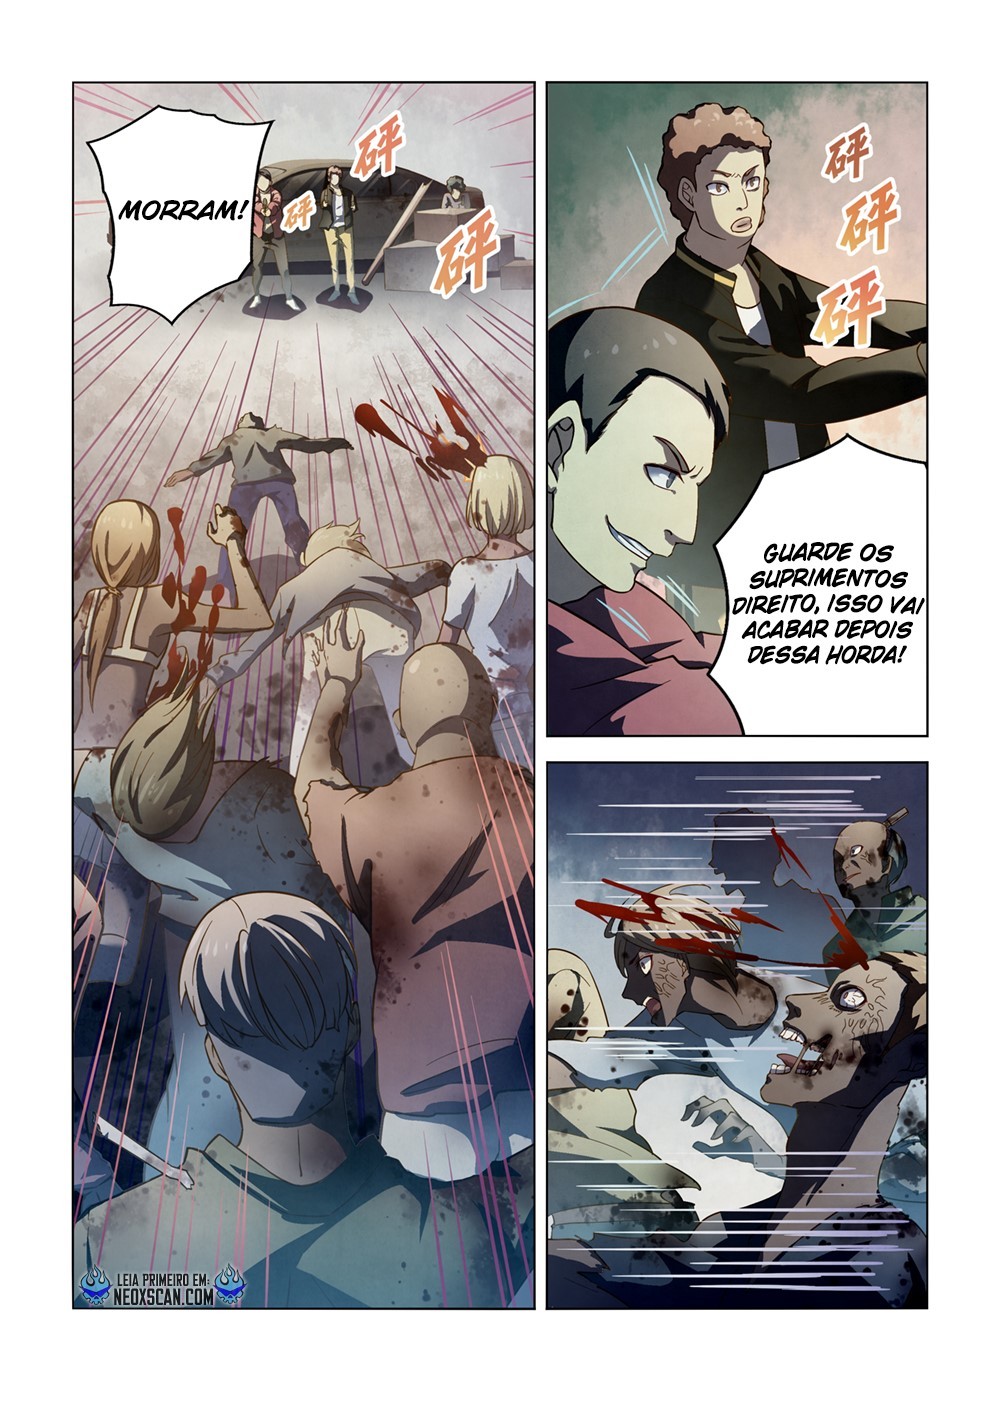 MORRAM!
砰
砰
砰
砰
砰
砰
GUARDE OS
SUPRIMENTOS
DIREITO, ISSO VAI
ACABAR DEPOIS
DESSA HORDA!
LEIA PRIMEIRO EM:
NEOXSCAN.COM